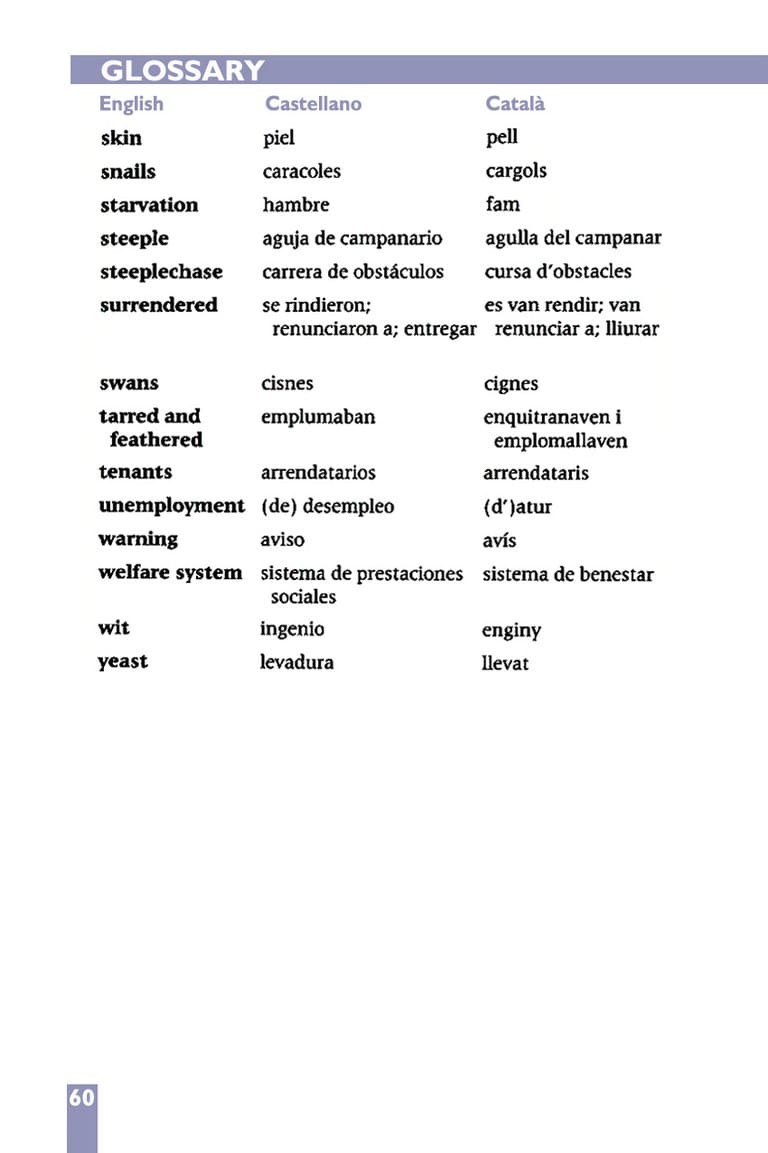 GLOSSARY
English Castellano Català
skin piel pell
snails caracoles cargols
starvation hambre fam
steeple aguja de campanario agulla del campanar
steeplechase carrera de obstáculos cursa d'obstacles
surrendered se rindieron; es van rendir; van
renunciaron a; entregar renunciar a; lliurar
swans cisnes cignes
tarred and emplumaban enquitranaven i
feathered emplomallaven
tenants arrendatarios arrendataris
unemployment (de) desempleo (d')atur
warning aviso avís
welfare system sistema de prestaciones sistema de benestar
sociales
wit ingenio enginy
yeast levadura llevat
60